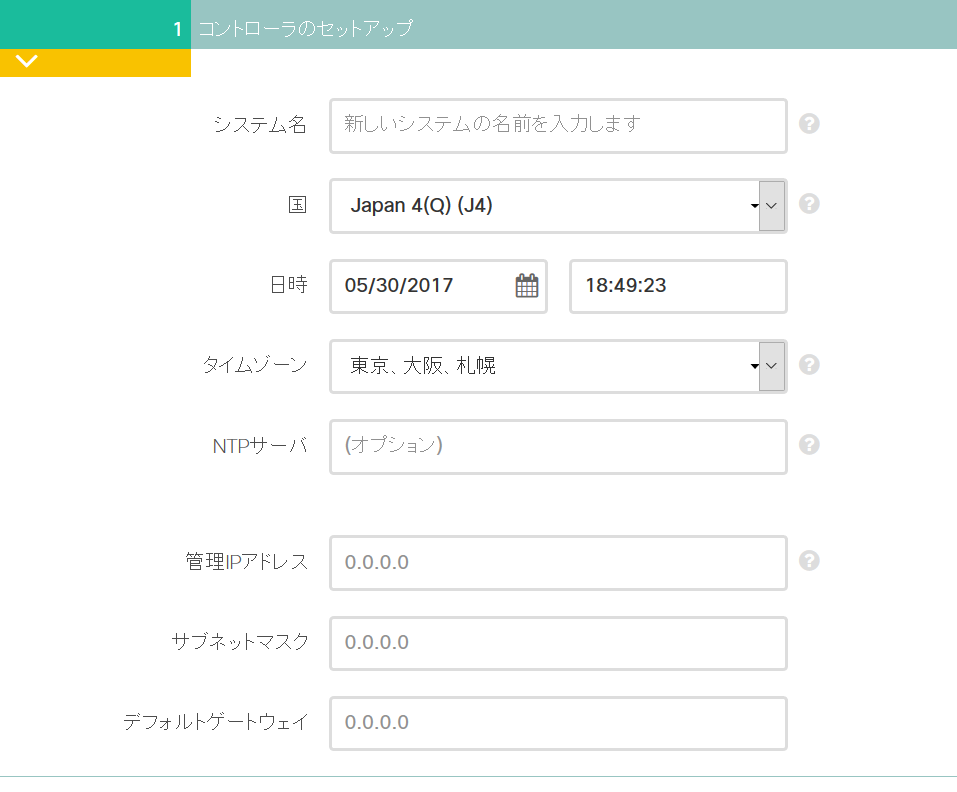 1 コントローラのセットアップ
システム名 新しいシステムの名前を入力します
国 Japan 4(Q) (J4)
日時 05/30/2017 18:49:23
タイムゾーン 東京、大阪、札幌
NTPサーバ (オプション)
管理IPアドレス 0.0.0.0
サブネットマスク 0.0.0.0
デフォルトゲートウェイ 0.0.0.0